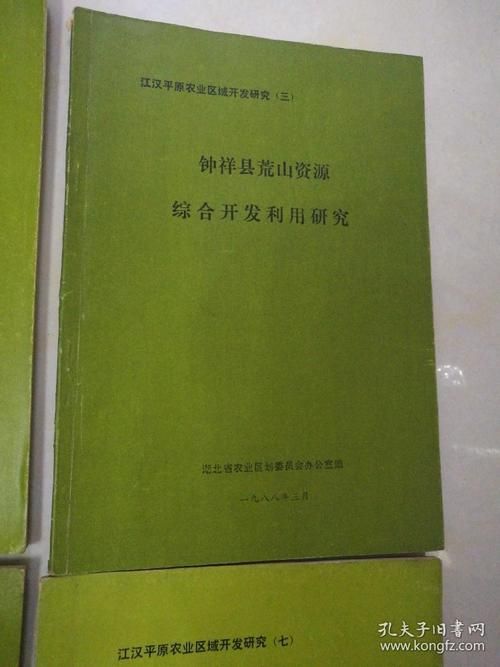 江汉平原农业区域开发研究（三）
钟祥县荒山资源
综合开发利用研究
湖北省农业区划委员会办公室编
一九八八年三月
江汉平原农业区域开发研究（七）
孔夫子旧书网
www.kongfz.com